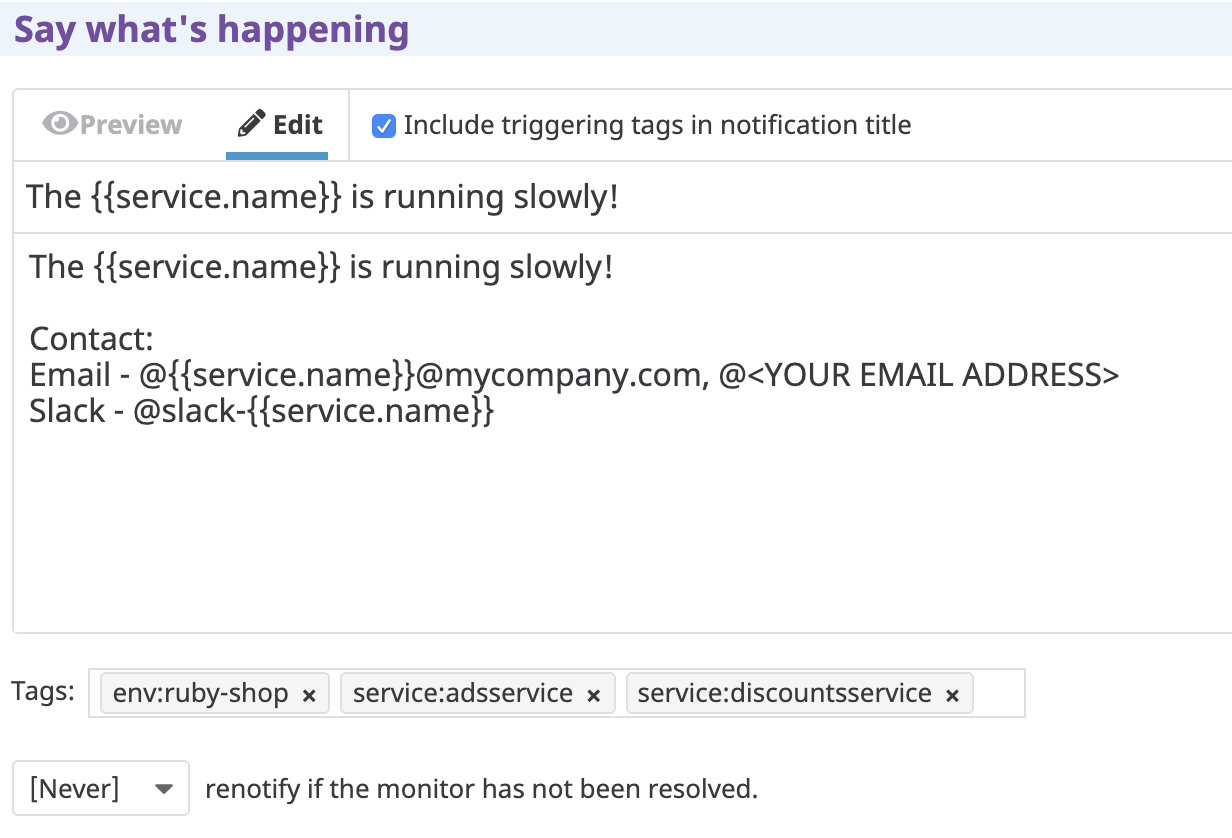 Say what's happening
Preview
Edit
Include triggering tags in notification title
The {{service.name}} is running slowly!
The {{service.name}} is running slowly!
Contact:
Email - @{{service.name}}@mycompany.com, @<YOUR EMAIL ADDRESS>
Slack - @slack-{{service.name}}
Tags: env:ruby-shop × service:adsservice × service:discountsservice ×
[Never] renotify if the monitor has not been resolved.